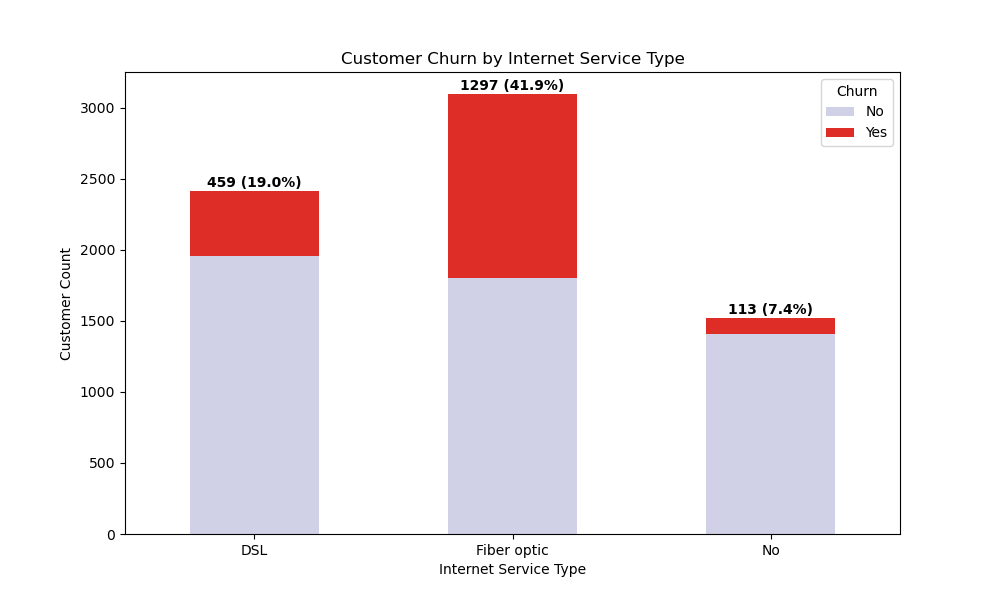 Customer Churn by Internet Service Type
1297 (41.9%)
459 (19.0%)
113 (7.4%)
Churn
No
Yes
Customer Count
3000
2500
2000
1500
1000
500
0
DSL
Fiber optic
No
Internet Service Type